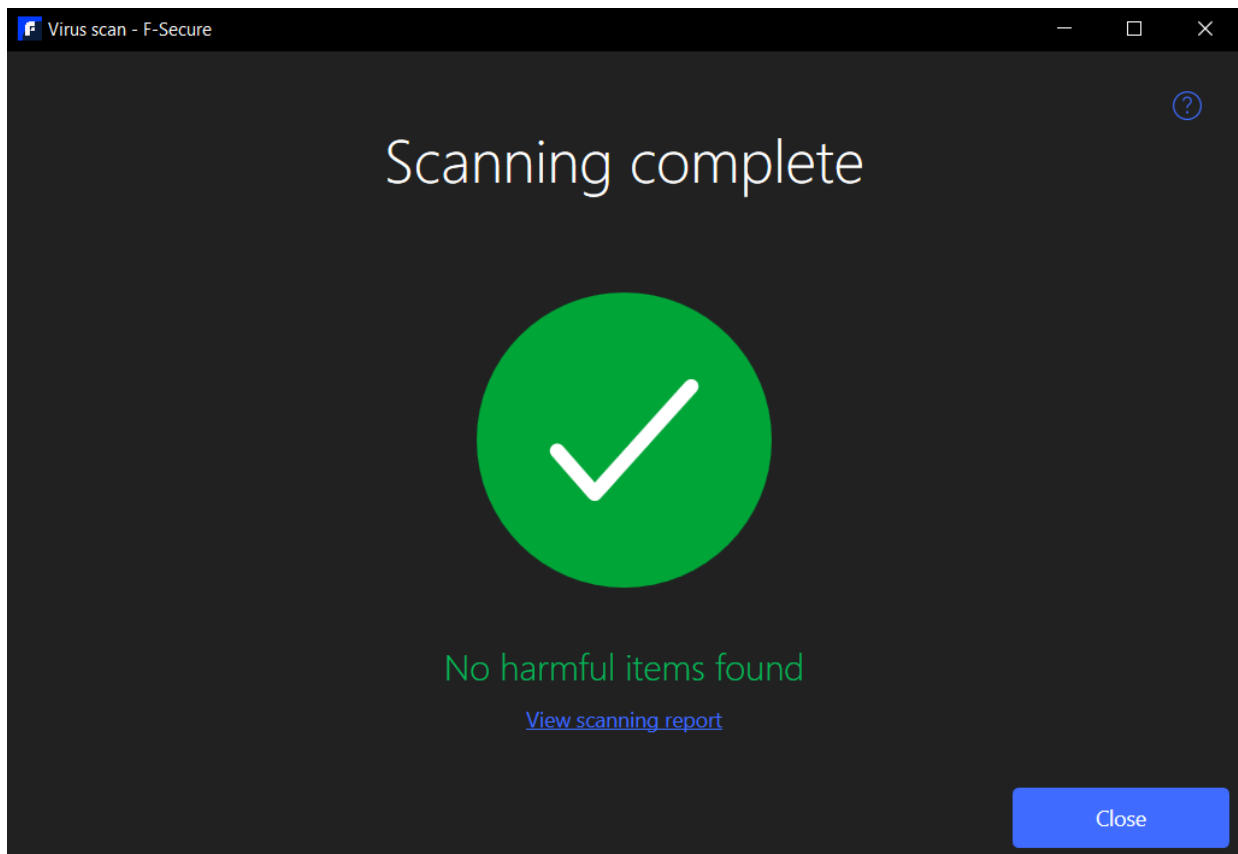 Virus scan - F-Secure
?
Scanning complete
No harmful items found
View scanning report
Close